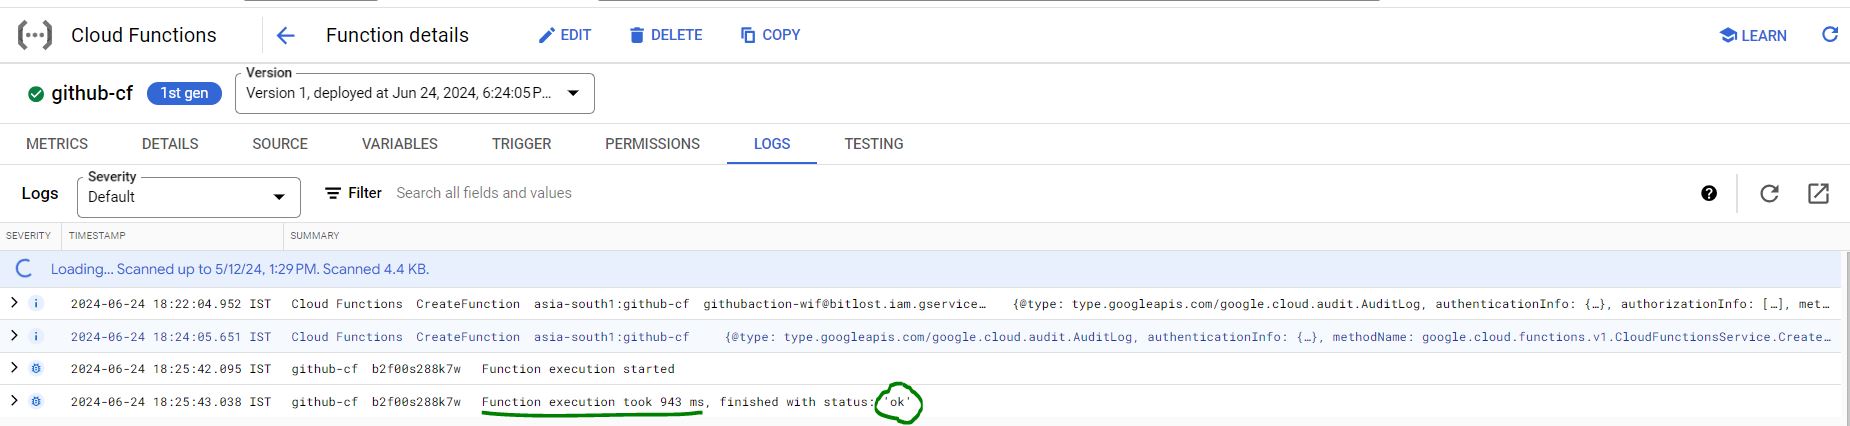 Cloud Functions Function details EDIT DELETE COPY LEARN
github-cf 1st gen Version Version 1, deployed at Jun 24, 2024, 6:24:05 P...
METRICS DETAILS SOURCE VARIABLES TRIGGER PERMISSIONS LOGS TESTING
Logs Severity Default Filter Search all fields and values
SEVERITY TIMESTAMP SUMMARY
Loading... Scanned up to 5/12/24, 1:29 PM. Scanned 4.4 KB.
2024-06-24 18:22:04.952 IST Cloud Functions CreateFunction asia-south1:github-cf githubaction-wif@bitlost.iam.gservice… {@type: type.googleapis.com/google.cloud.audit.AuditLog, authenticationInfo: {…}, authorizationInfo: […], met…
2024-06-24 18:24:05.651 IST Cloud Functions CreateFunction asia-south1:github-cf {@type: type.googleapis.com/google.cloud.audit.AuditLog, authenticationInfo: {…}, methodName: google.cloud.functions.v1.CloudFunctionsService.Create…
2024-06-24 18:25:42.095 IST github-cf b2f00s288k7w Function execution started
2024-06-24 18:25:43.038 IST github-cf b2f00s288k7w Function execution took 943 ms, finished with status: 'ok'